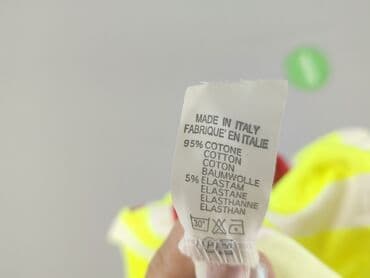 MADE IN ITALY
FABRIQUE' EN ITALIE
95% COTONE
COTTON
COTON
BAUMWOLLE
5% ELASTAM
ELASTANE
ELASTHANNE
ELASTHAN
30°